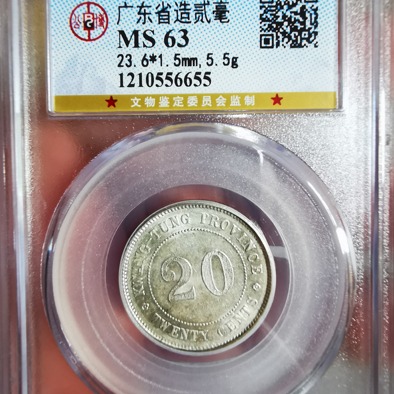 广东省造贰毫
MS 63
23.6*1.5mm,5.5g
1210556655
★ 文物鉴定委员会监制 ★
KWANG-TUNG PROVINCE
20
TWENTY CENTS